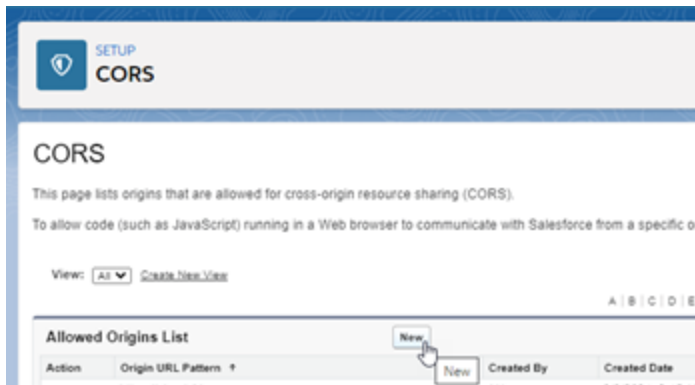 SETUP
CORS
CORS
This page lists origins that are allowed for cross-origin resource sharing (CORS).
To allow code (such as JavaScript) running in a Web browser to communicate with Salesforce from a specific
View: All Create New View
A | B | C | D | E
Allowed Origins List New
New
Action Origin URL Pattern ↑ Created By Created Date